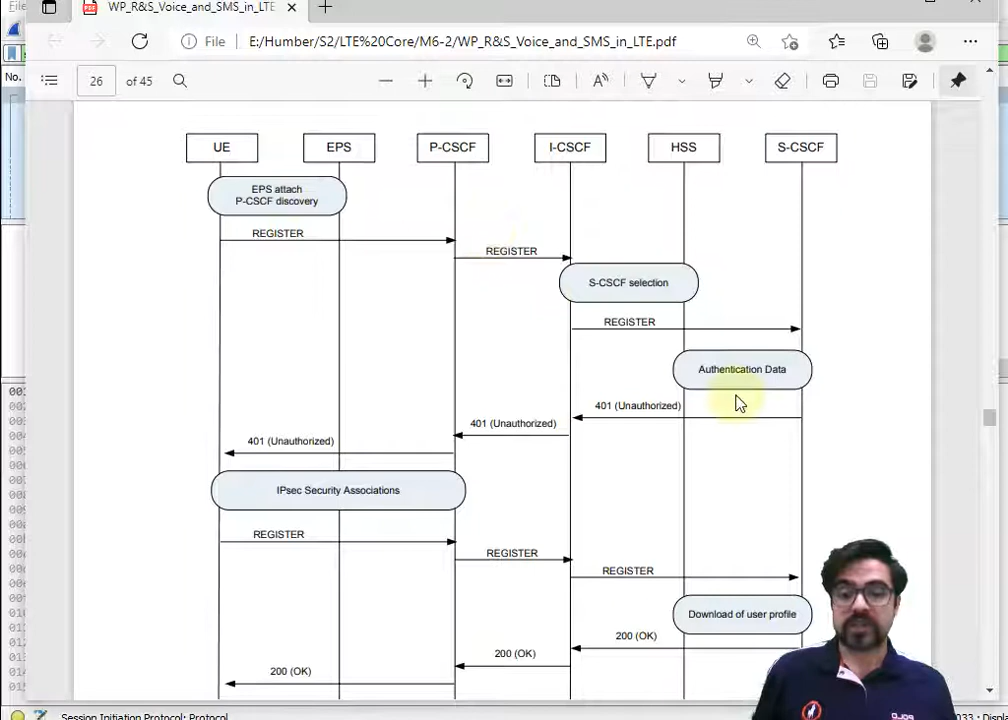 File
WP_R&S_Voice_and_SMS_in_LTE
File E:/Humber/S2/LTE%20Core/M6-2/WP_R&S_Voice_and_SMS_in_LTE.pdf
No.
26 of 45
UE EPS P-CSCF I-CSCF HSS S-CSCF
EPS attach
P-CSCF discovery
REGISTER
REGISTER
S-CSCF selection
REGISTER
Authentication Data
401 (Unauthorized)
401 (Unauthorized)
401 (Unauthorized)
IPsec Security Associations
REGISTER
REGISTER
REGISTER
Download of user profile
200 (OK)
200 (OK)
200 (OK)
Session Initiation Protocol: Protocol